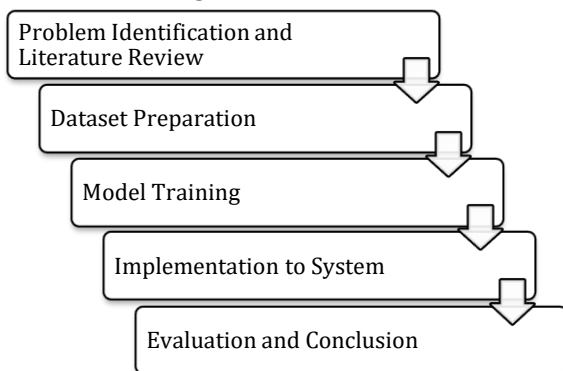 Problem Identification and
Literature Review
Dataset Preparation
Model Training
Implementation to System
Evaluation and Conclusion